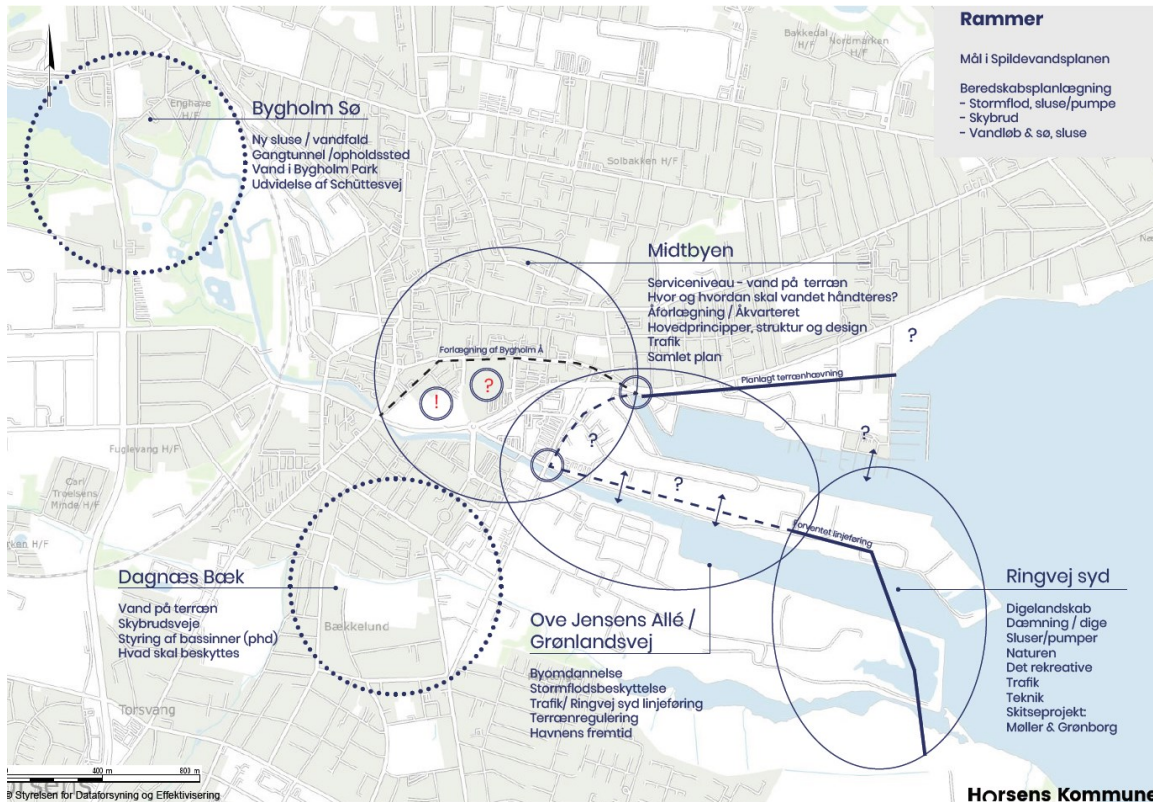 Rammer
Mål i Spildevandsplanen
Beredskabsplanlægning
- Stormflod, sluse/pumpe
- Skybrud
- Vandløb & sø, sluse
Bakkedal
H/F
Nordmarken
H/F
Enghave
H/F
Bygholm Sø
Ny sluse / vandfald
Gangtunnel /opholdssted
Vand i Bygholm Park
Udvidelse af Schüttesvej
Solbakken H/F
Midtbyen
Serviceniveau - vand på terræn
Hvor og hvordan skal vandet håndteres?
Åforlægning / Åkvarteret
Hovedprincipper, struktur og design
Trafik
Samlet plan
?
Forlægning af Bygholm Å
Planlagt terrænhævning
!
?
?
?
?
Fuglevang H/F
Carl
Troelsens
Minde H/F
Forventet linjeføring
Dagnæs Bæk
Vand på terræn
Skybrudsveje
Styring af bassinner (phd)
Hvad skal beskyttes
Bækkelund
Torsvang
Ove Jensens Allé /
Grønlandsvej
Byomdannelse
Stormflodsbeskyttelse
Trafik/ Ringvej syd linjeføring
Terrænregulering
Havnens fremtid
Ringvej syd
Digelandskab
Dæmning / dige
Sluser/pumper
Naturen
Det rekreative
Trafik
Teknik
Skitseprojekt:
Møller & Grønborg
400 m
800 m
© Styrelsen for Dataforsyning og Effektivisering
Horsens Kommune